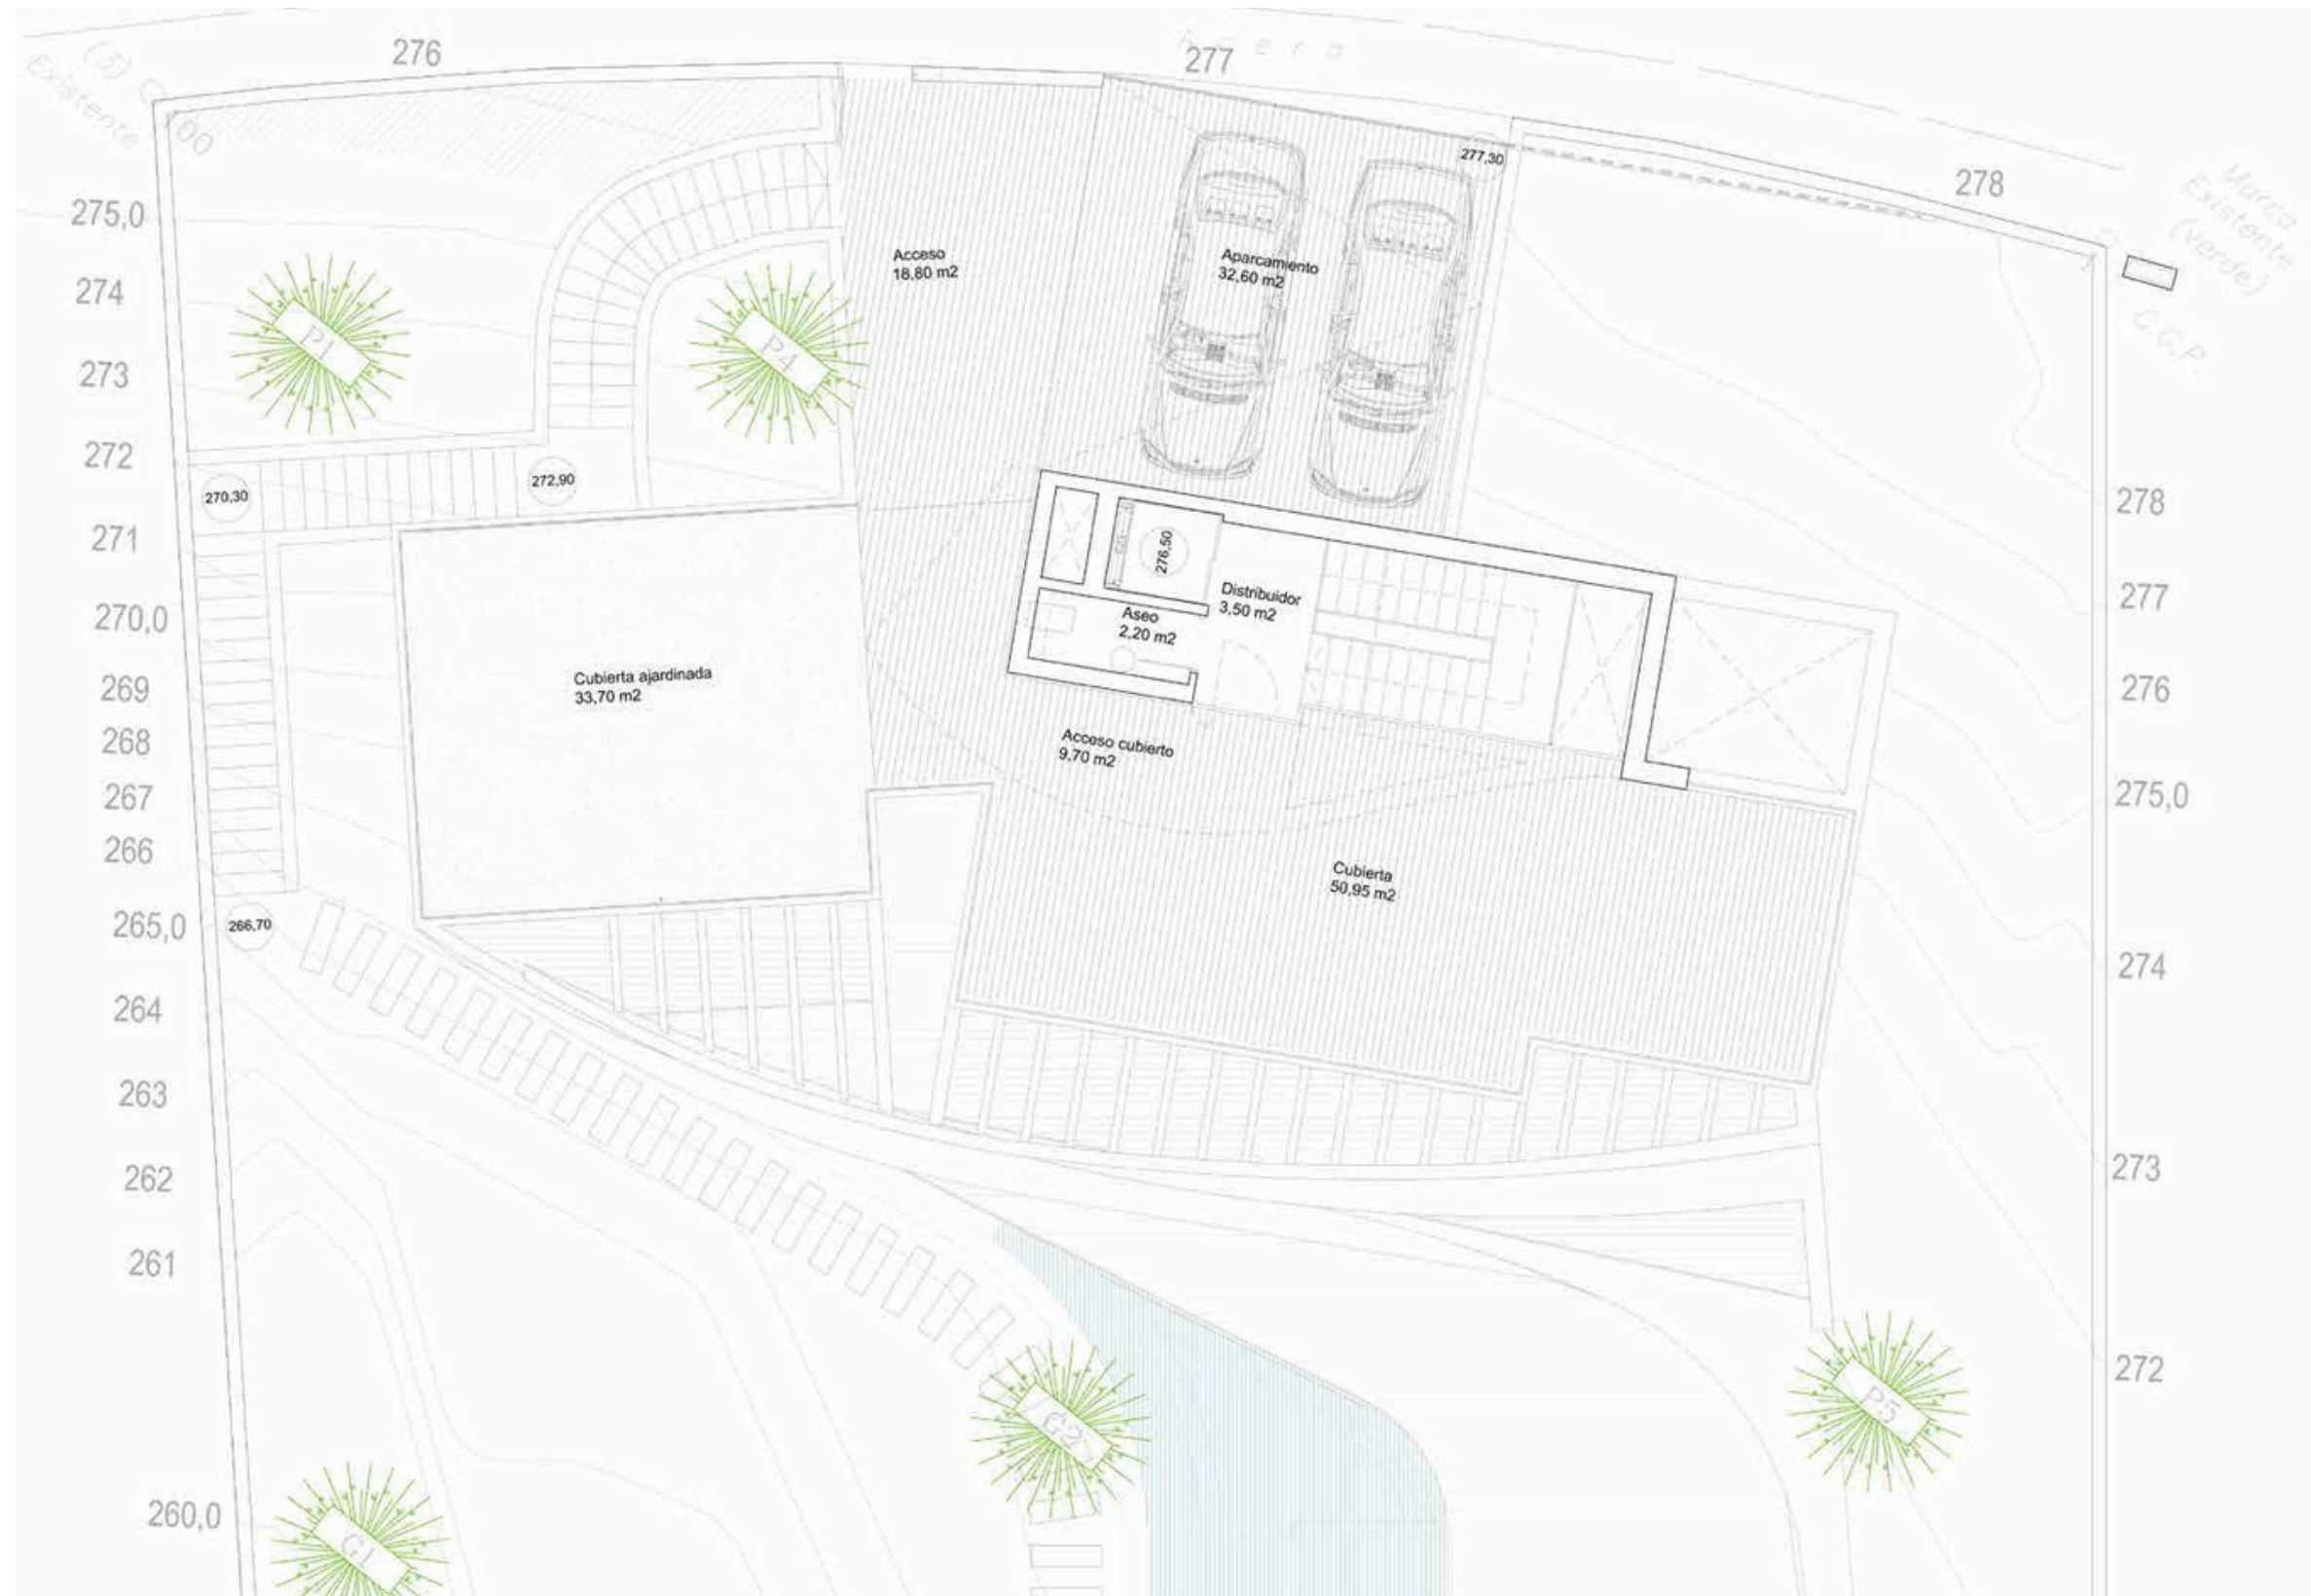 276
277
Acera
(3)
Existente
278
Marca
Existente
(verde)
C.G.P.
277,30
275,0
274
273
272
271
270,0
269
268
267
266
265,0
264
263
262
261
260,0
P1
P4
Acceso
18,80 m2
Aparcamiento
32,60 m2
270,30
272,90
276,50
Distribuidor
3,50 m2
Aseo
2,20 m2
Cubierta ajardinada
33,70 m2
Acceso cubierto
9,70 m2
Cubierta
50,95 m2
266,70
278
277
276
275,0
274
273
272
G2
P5
G1